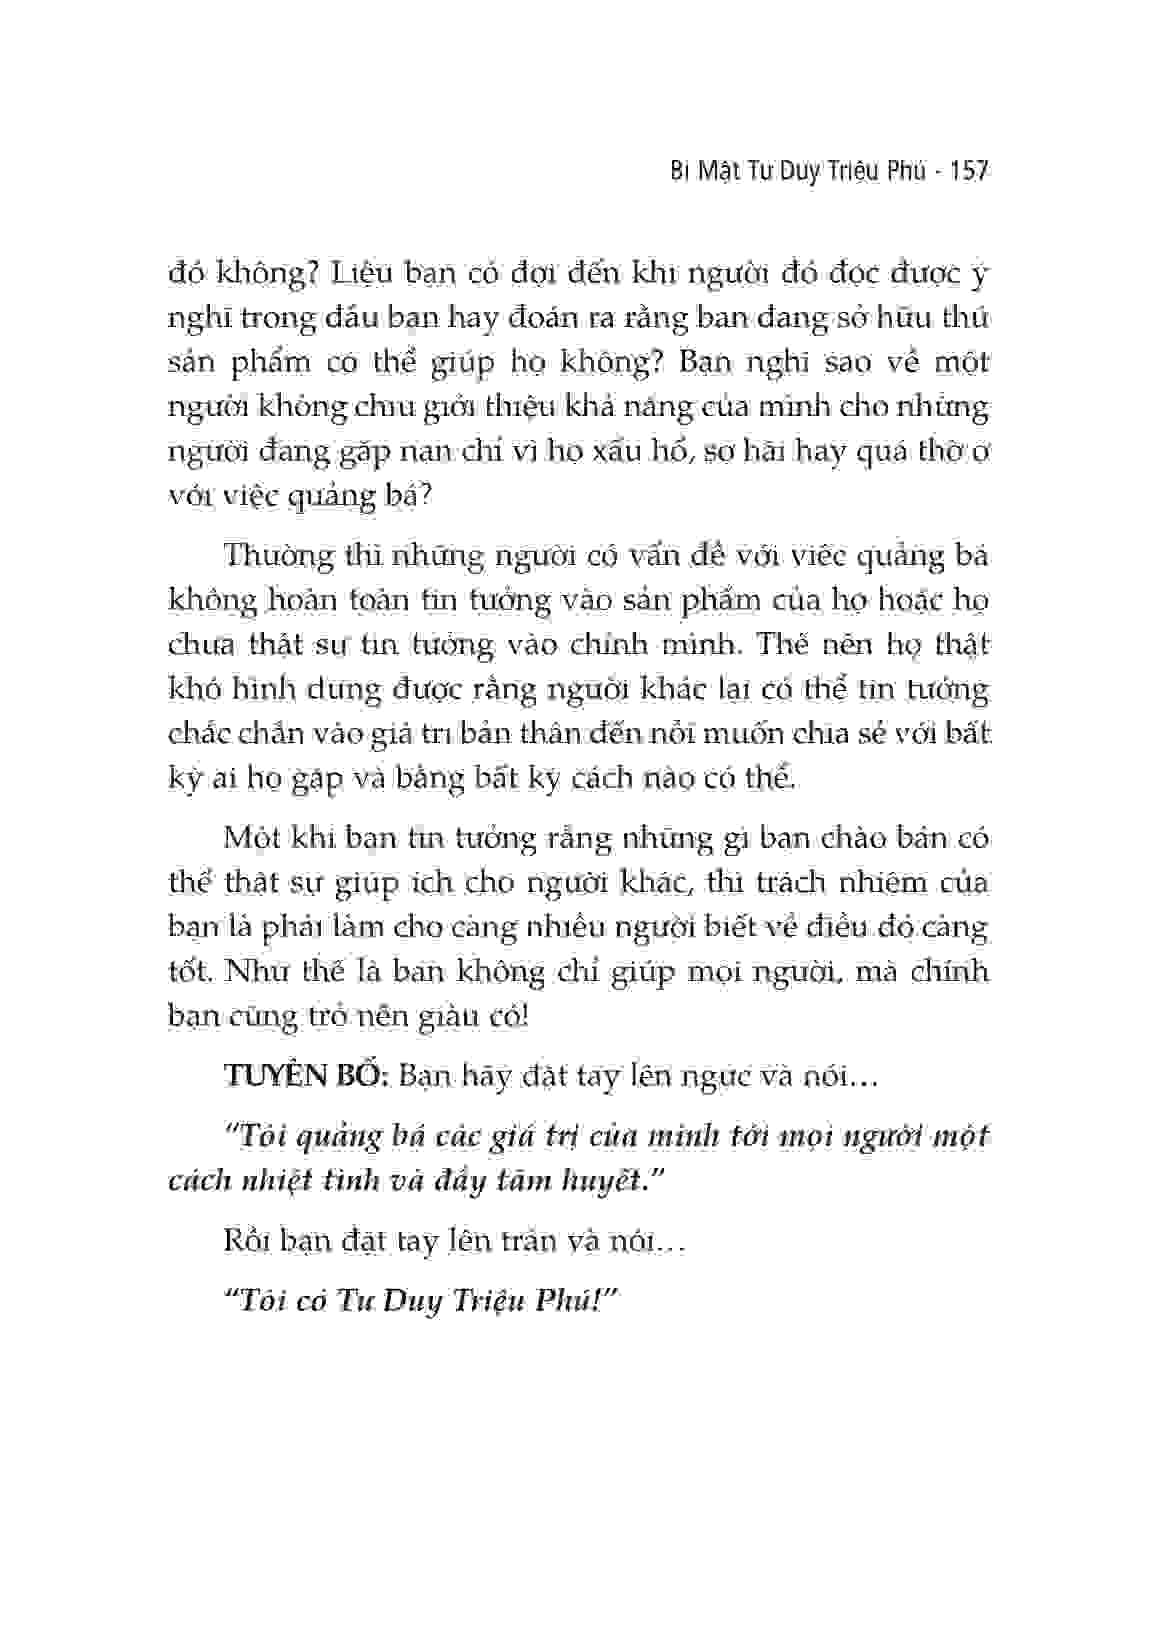 Bí Mật Tư Duy Triệu Phú - 157
đó không? Liệu bạn có đợi đến khi người đó đọc được ý
nghĩ trong đầu bạn hay đoán ra rằng bạn đang sở hữu thứ
sản phẩm có thể giúp họ không? Bạn nghĩ sao về một
người không chịu giới thiệu khả năng của mình cho những
người đang gặp nạn chỉ vì họ xấu hổ, sợ hãi hay quá thờ ơ
với việc quảng bá?
Thường thì những người có vấn đề với việc quảng bá
không hoàn toàn tin tưởng vào sản phẩm của họ hoặc họ
chưa thật sự tin tưởng vào chính mình. Thế nên họ thật
khó hình dung được rằng người khác lại có thể tin tưởng
chắc chắn vào giá trị bản thân đến nỗi muốn chia sẻ với bất
kỳ ai họ gặp và bằng bất kỳ cách nào có thể.
Một khi bạn tin tưởng rằng những gì bạn chào bán có
thể thật sự giúp ích cho người khác, thì trách nhiệm của
bạn là phải làm cho càng nhiều người biết về điều đó càng
tốt. Như thế là bạn không chỉ giúp mọi người, mà chính
bạn cũng trở nên giàu có!
TUYÊN BỐ: Bạn hãy đặt tay lên ngực và nói…
“Tôi quảng bá các giá trị của mình tới mọi người một
cách nhiệt tình và đầy tâm huyết.”
Rồi bạn đặt tay lên trán và nói…
“Tôi có Tư Duy Triệu Phú!”